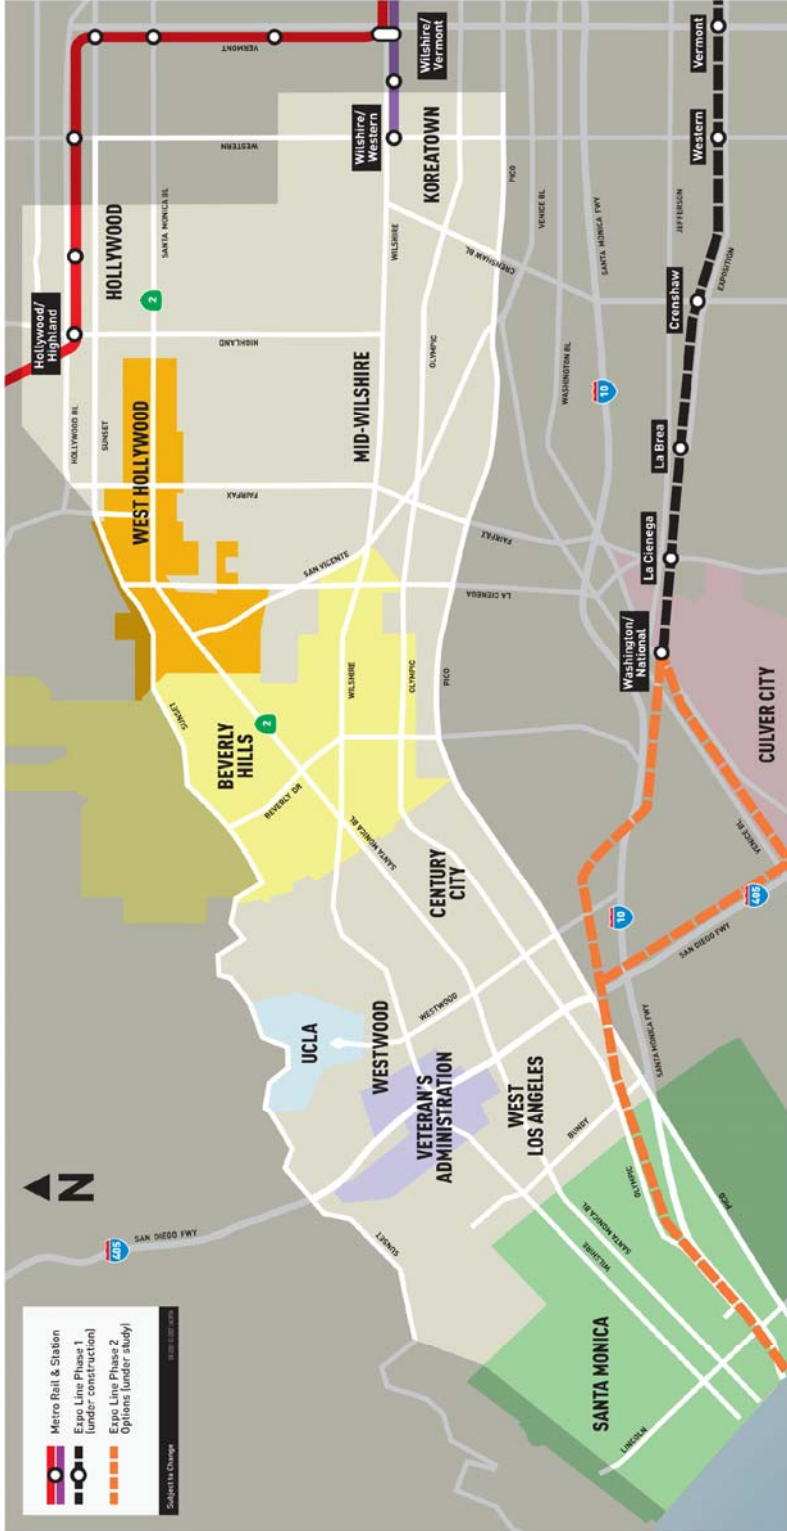 Metro Rail & Station
Expo Line Phase 1
(under construction)
Expo Line Phase 2
Options (under study)
Subject to Change
N
405
SAN DIEGO FWY
SUNSET
UCLA
WESTWOOD
VETERAN'S
ADMINISTRATION
WESTWOOD
WEST
LOS ANGELES
BUNDY
SANTA MONICA BL
WILSHIRE
OLYMPIC
PICO
SANTA MONICA
LINCOLN
SANTA MONICA FWY
SAN DIEGO FWY
10
405
VENICE BL
CULVER CITY
CENTURY
CITY
SANTA MONICA BL
BEVERLY DR
BEVERLY
HILLS
2
SUNSET
WILSHIRE
OLYMPIC
PICO
WEST HOLLYWOOD
SAN VICENTE
LA CIENEGA
FAIRFAX
FAIRFAX
HOLLYWOOD BL
SUNSET
Hollywood/
Highland
HOLLYWOOD
SANTA MONICA BL
2
HIGHLAND
MID-WILSHIRE
WILSHIRE
OLYMPIC
CRENSHAW BL
KOREATOWN
WESTERN
VERMONT
Wilshire/
Western
Wilshire/
Vermont
PICO
VENICE BL
WASHINGTON BL
SANTA MONICA FWY
10
JEFFERSON
EXPOSITION
Washington/
National
La Cienega
La Brea
Crenshaw
Western
Vermont